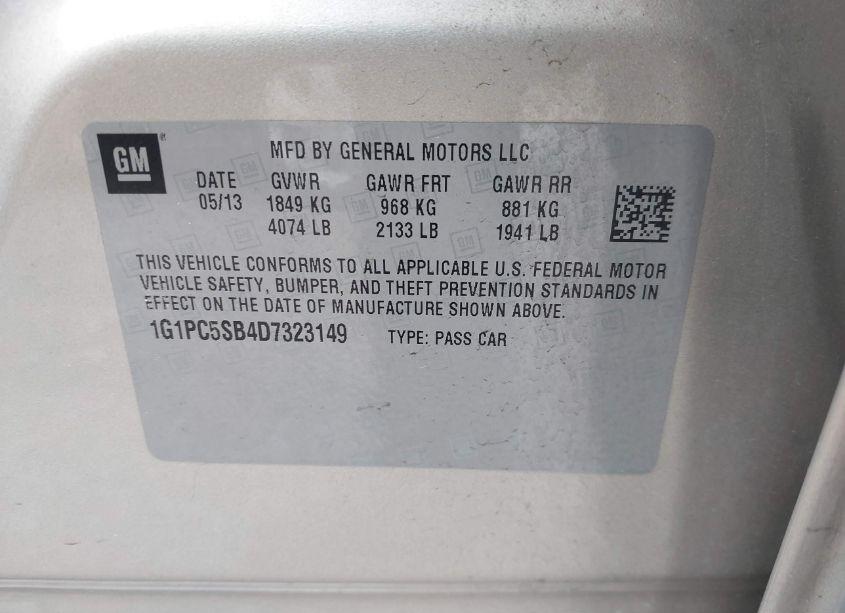 GM
MFD BY GENERAL MOTORS LLC
DATE GVWR GAWR FRT GAWR RR
05/13 1849 KG 968 KG 881 KG
4074 LB 2133 LB 1941 LB
THIS VEHICLE CONFORMS TO ALL APPLICABLE U.S. FEDERAL MOTOR
VEHICLE SAFETY, BUMPER, AND THEFT PREVENTION STANDARDS IN
EFFECT ON THE DATE OF MANUFACTURE SHOWN ABOVE.
1G1PC5SB4D7323149 TYPE: PASS CAR